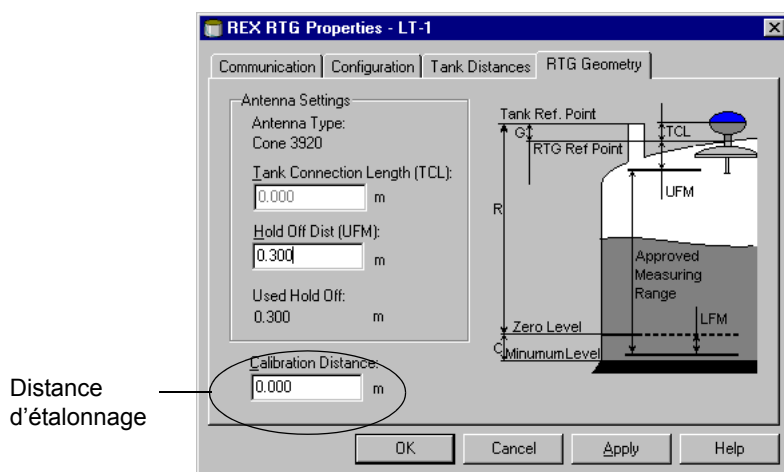 REX RTG Properties - LT-1
Communication
Configuration
Tank Distances
RTG Geometry
Antenna Settings
Antenna Type:
Cone 3920
Tank Connection Length (TCL):
0.000 m
Hold Off Dist (UFM):
0.300 m
Used Hold Off:
0.300 m
Calibration Distance:
0.000 m
Tank Ref. Point
G
TCL
RTG Ref Point
UFM
R
Approved
Measuring
Range
LFM
Zero Level
C
MinumumLevel
Distance
d'étalonnage
OK
Cancel
Apply
Help